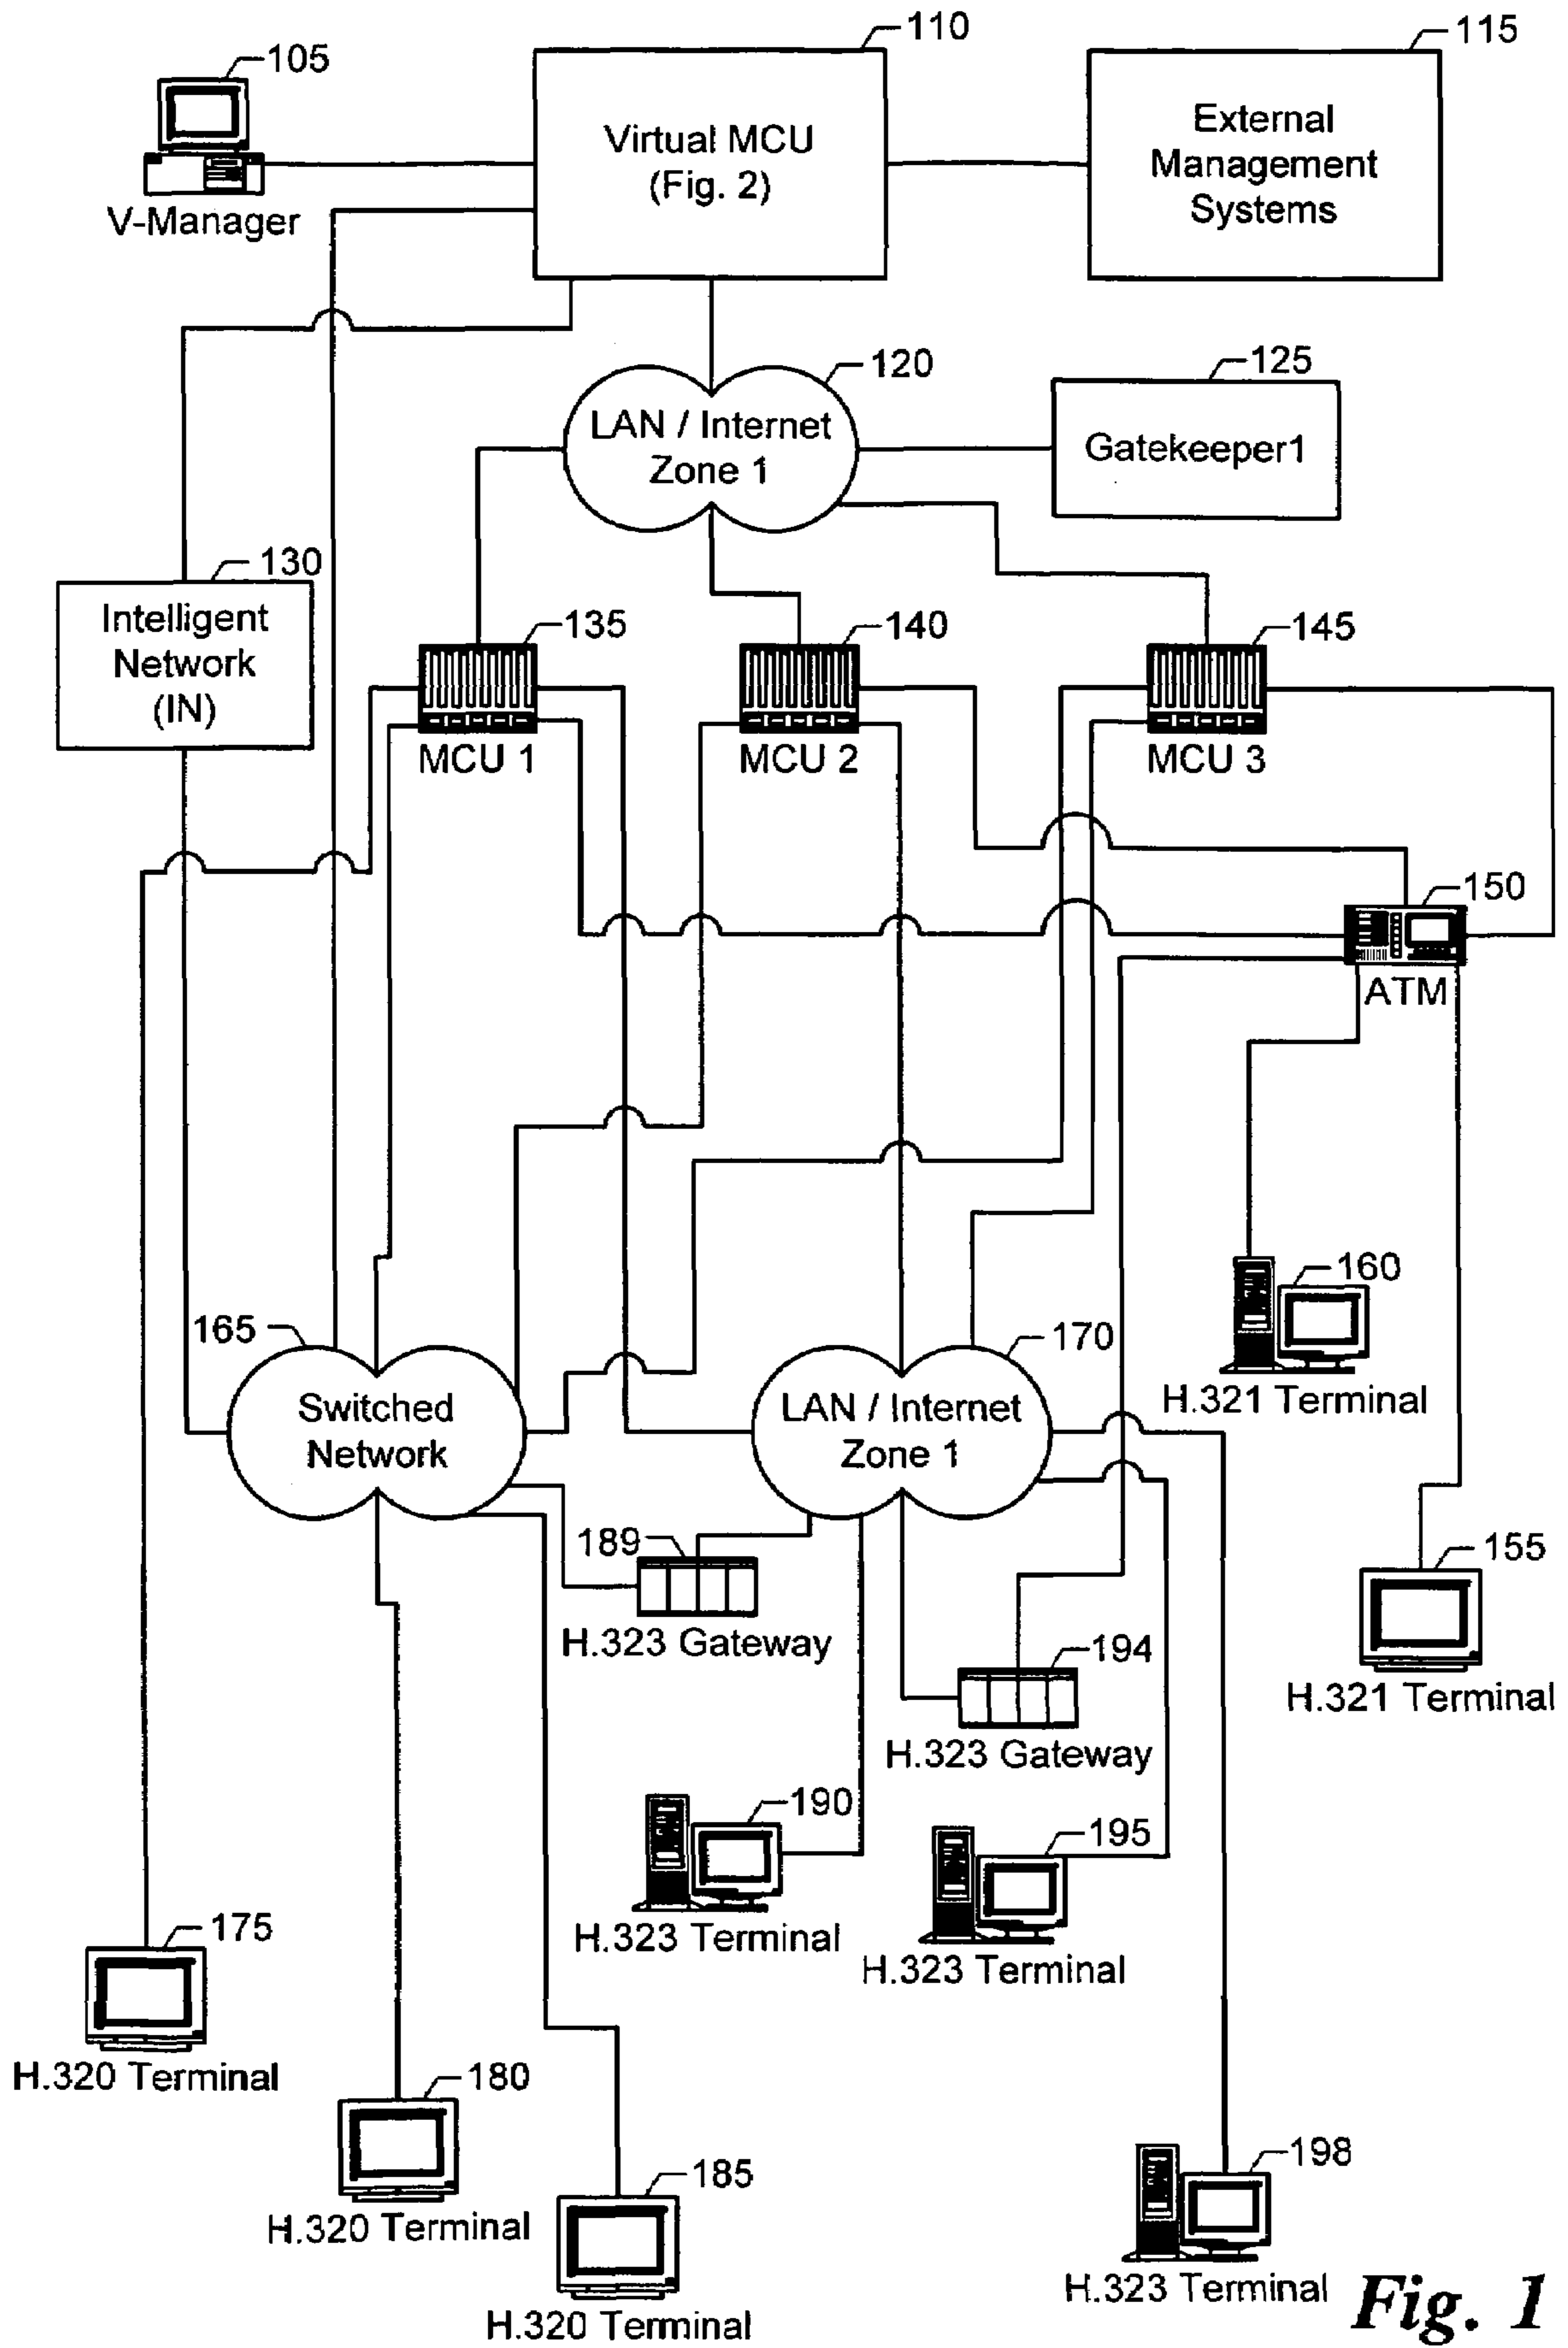 110
115
105
Virtual MCU
(Fig. 2)
External
Management
Systems
V-Manager
120
125
LAN / Internet
Zone 1
Gatekeeper1
130
Intelligent
Network
(IN)
135
140
145
MCU 1
MCU 2
MCU 3
150
ATM
160
H.321 Terminal
165
170
Switched
Network
LAN / Internet
Zone 1
189
H.323 Gateway
155
H.321 Terminal
194
H.323 Gateway
190
H.323 Terminal
195
H.323 Terminal
175
H.320 Terminal
180
H.320 Terminal
185
H.320 Terminal
198
H.323 Terminal
Fig. 1